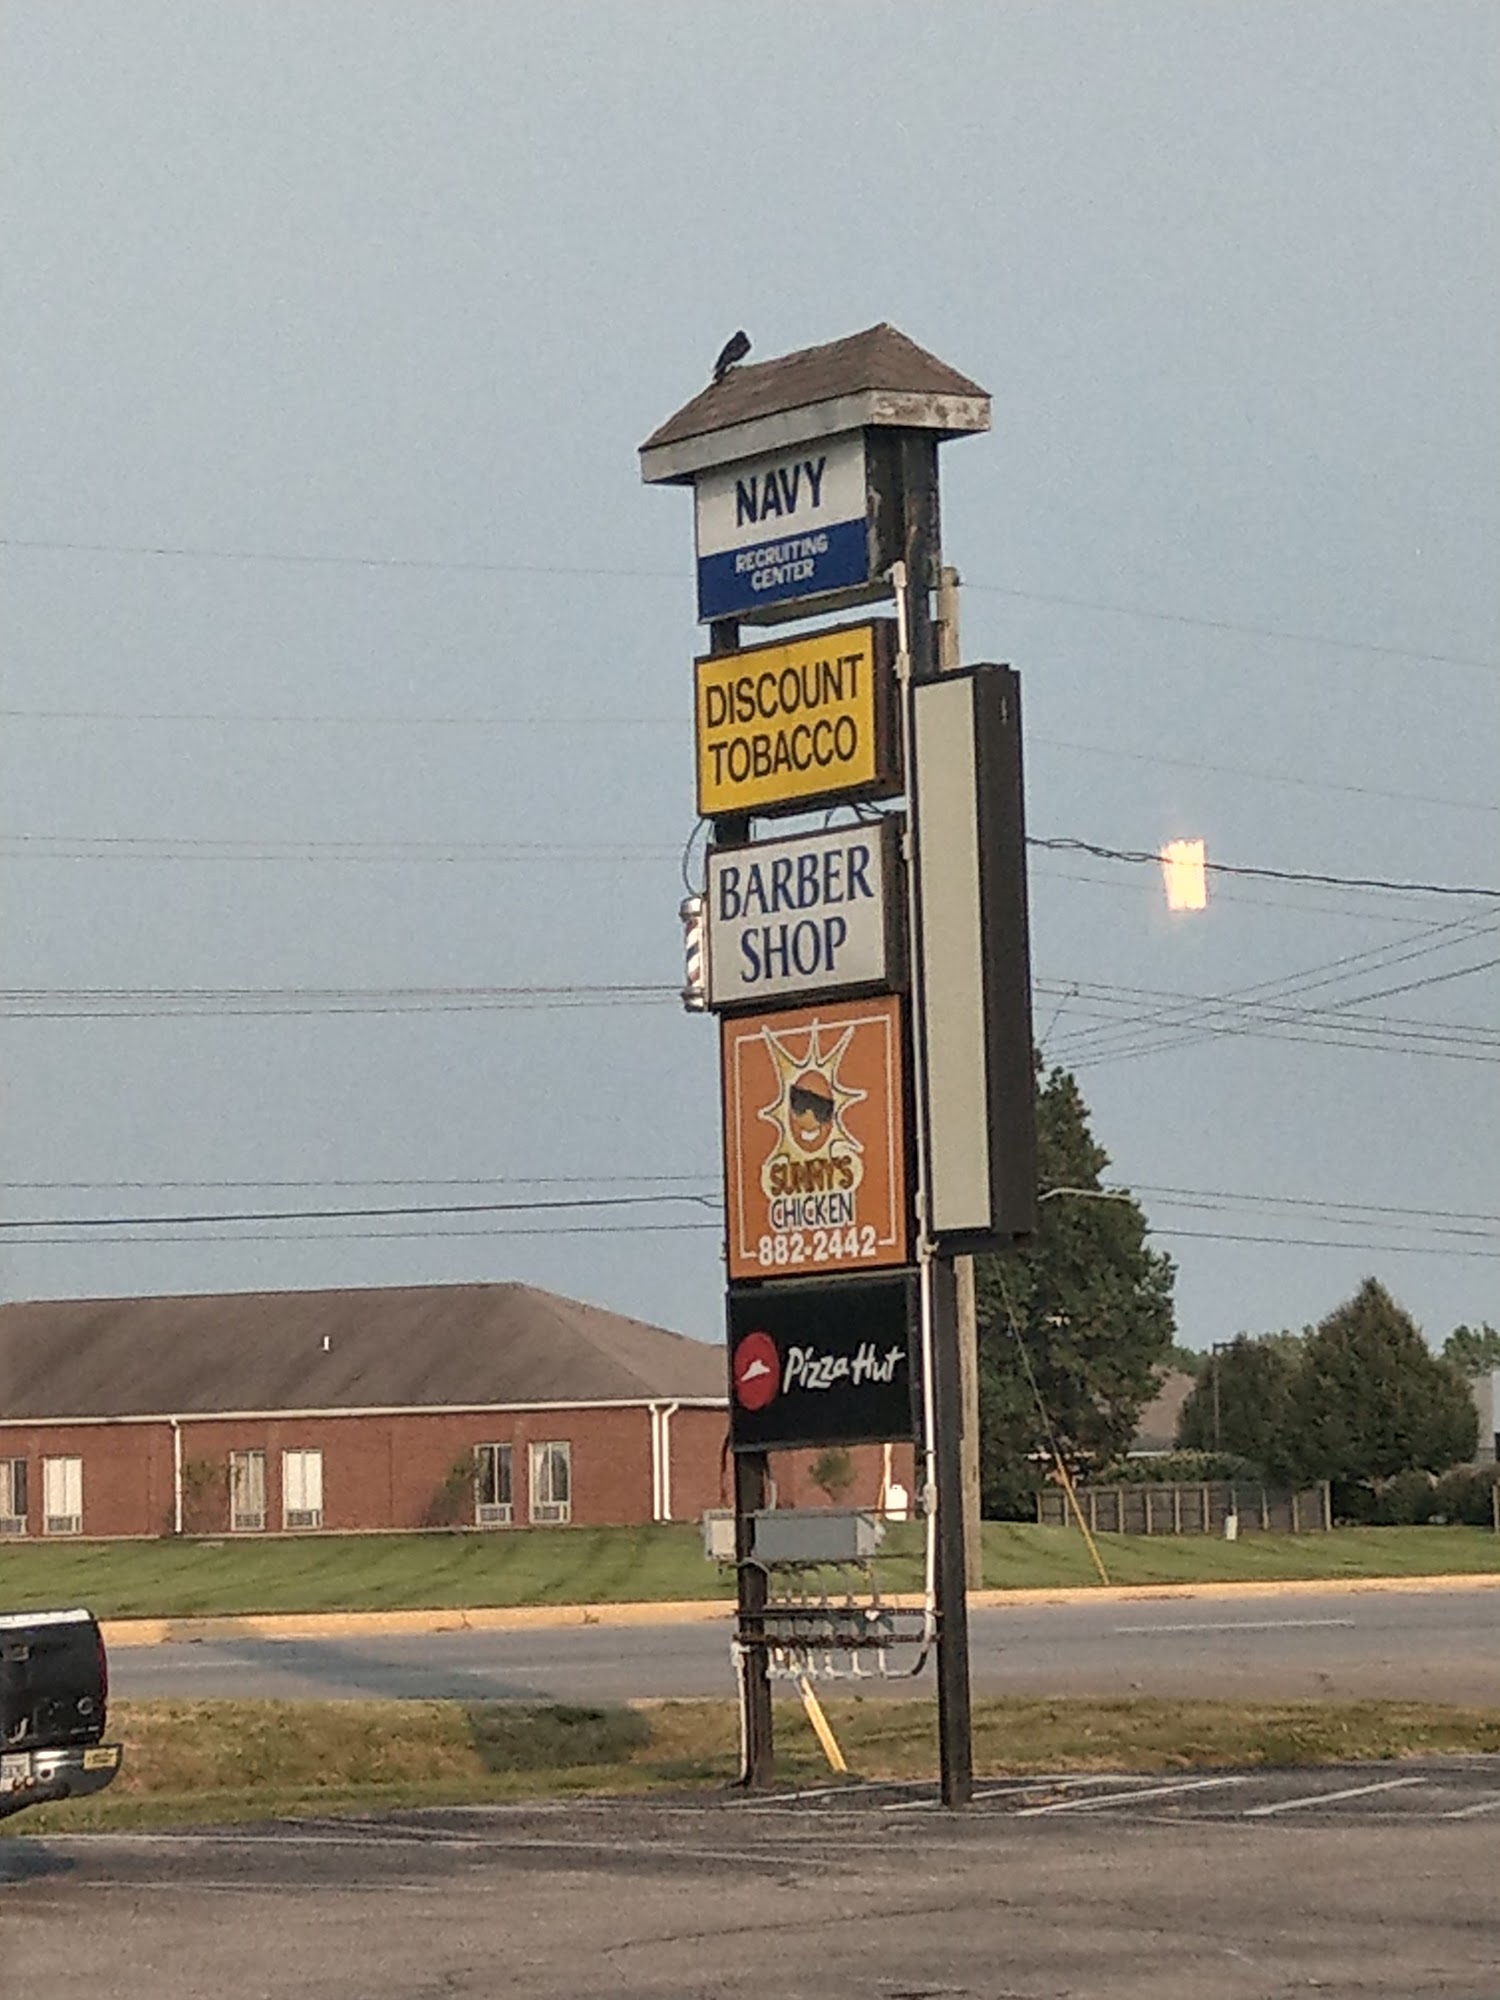 NAVY
RECRUITING
CENTER
DISCOUNT
TOBACCO
BARBER
SHOP
SUNNY'S
CHICKEN
882-2442
Pizza Hut